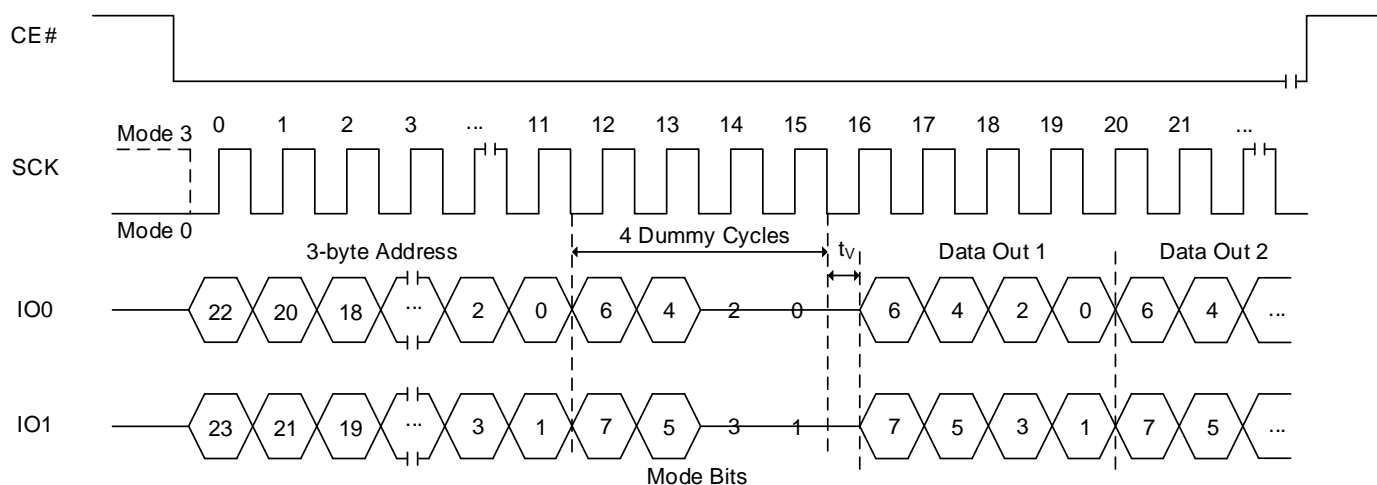 CE#
Mode 3 0 1 2 3 ... 11 12 13 14 15 16 17 18 19 20 21 ...
SCK
Mode 0
3-byte Address 4 Dummy Cycles tV Data Out 1 Data Out 2
IO0 22 20 18 ... 2 0 6 4 2 0 6 4 2 0 6 4 ...
IO1 23 21 19 ... 3 1 7 5 3 1 7 5 3 1 7 5 ...
Mode Bits